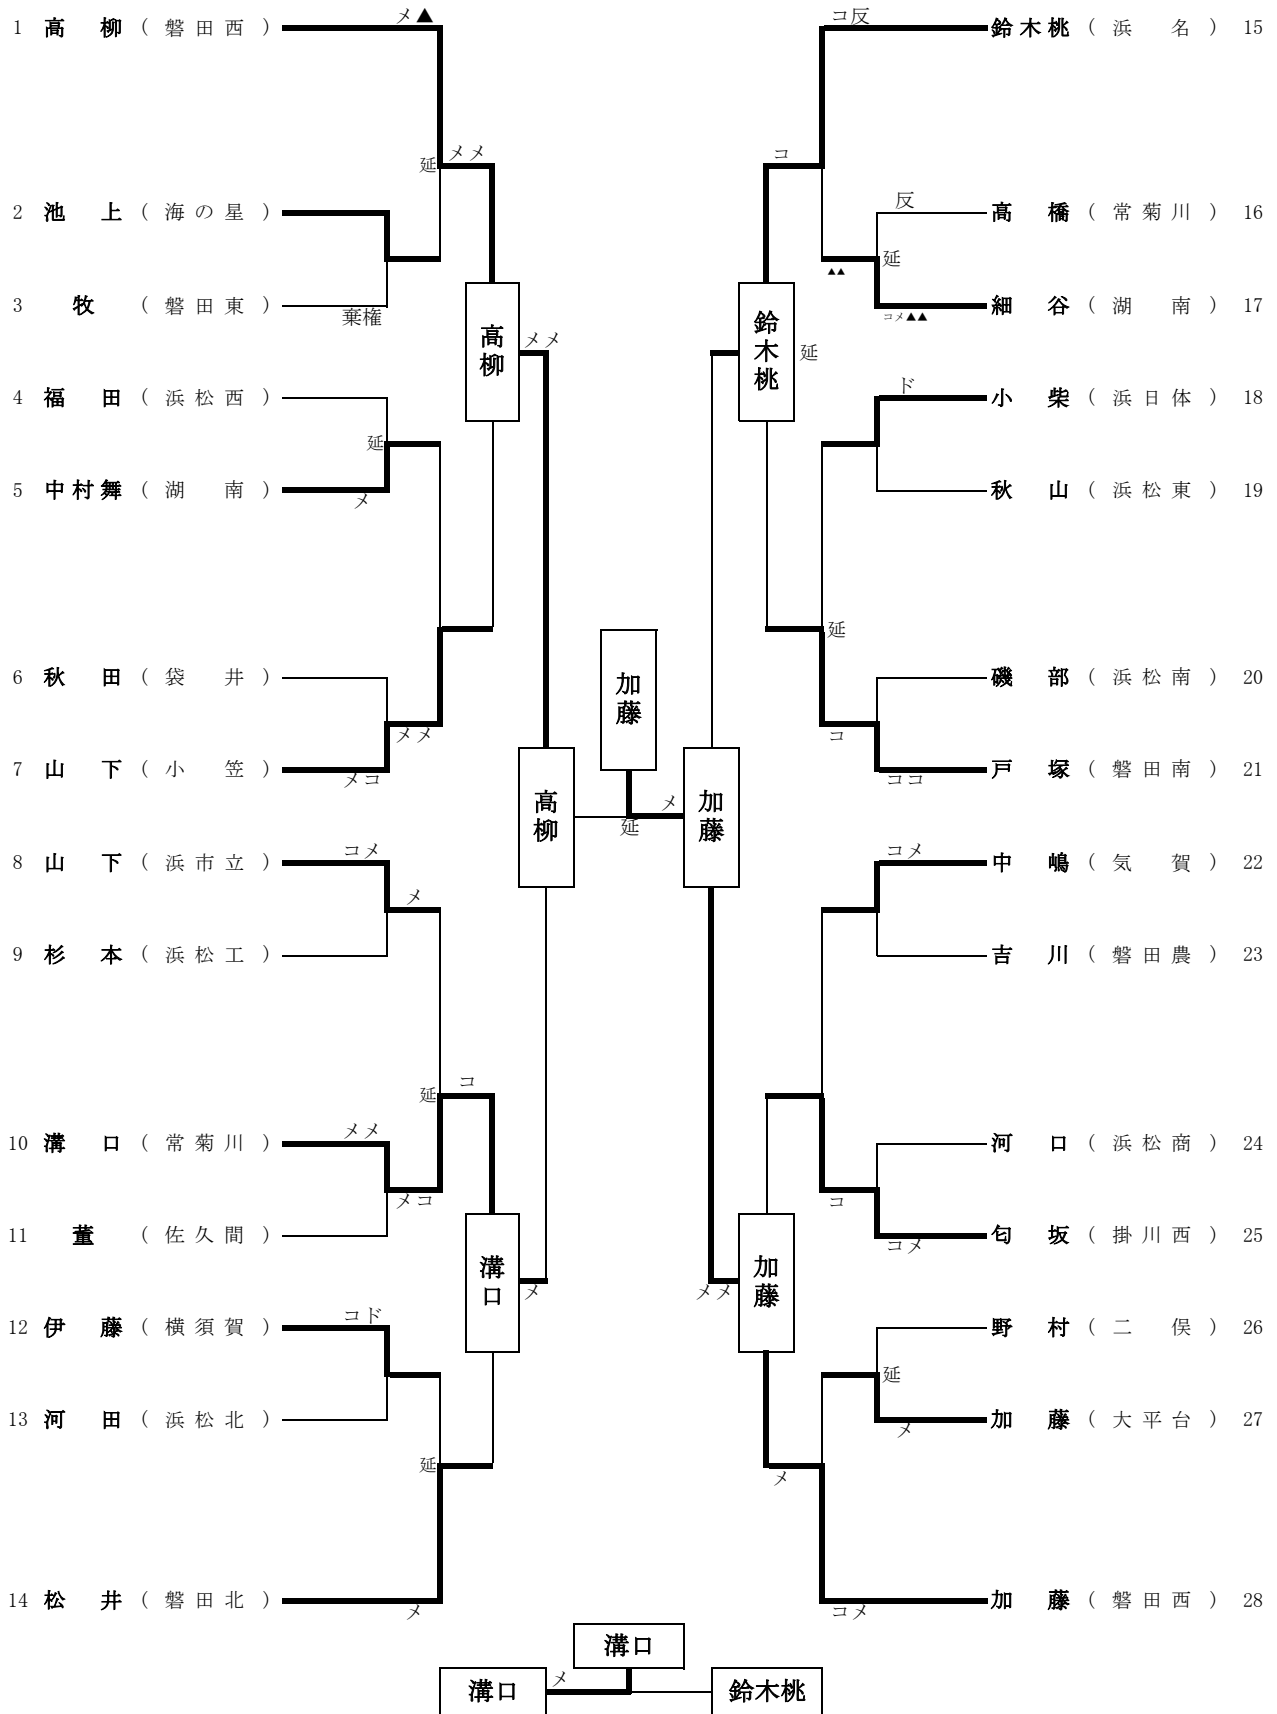 1 高柳 (磐田西) メ▲
延 メメ
2 池上 (海の星)
3 牧 (磐田東) 棄権
高柳 メメ
4 福田 (浜松西)
延
5 中村舞 (湖南) メ
6 秋田 (袋井)
メメ
7 山下 (小笠) メコ
高柳
8 山下 (浜市立) コメ
メ
9 杉本 (浜松工)
延 コ
10 溝口 (常菊川) メメ
メコ
11 董 (佐久間)
溝口 メ
12 伊藤 (横須賀) コド
13 河田 (浜松北)
延
14 松井 (磐田北) メ
加藤
延 メ
コ反 鈴木桃 (浜名) 15
コ
反 高橋 (常菊川) 16
延
▲▲
コメ▲▲ 細谷 (湖南) 17
鈴木桃 延
ド 小柴 (浜日体) 18
秋山 (浜松東) 19
延
磯部 (浜松南) 20
コ
ココ 戸塚 (磐田南) 21
加藤
コメ 中嶋 (気賀) 22
吉川 (磐田農) 23
河口 (浜松商) 24
コ
コメ 匂坂 (掛川西) 25
メメ 加藤
野村 (二俣) 26
延
メ 加藤 (大平台) 27
メ
コメ 加藤 (磐田西) 28
溝口
溝口 メ 鈴木桃